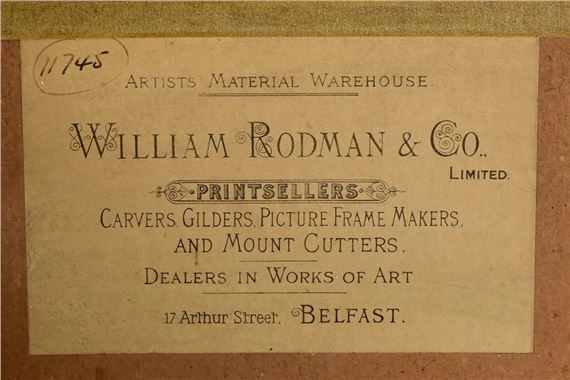 11745
ARTISTS MATERIAL WAREHOUSE.
WILLIAM RODMAN & CO.,
LIMITED.
PRINTSELLERS
CARVERS, GILDERS, PICTURE FRAME MAKERS,
AND MOUNT CUTTERS.
DEALERS IN WORKS OF ART
17 Arthur Street, BELFAST.